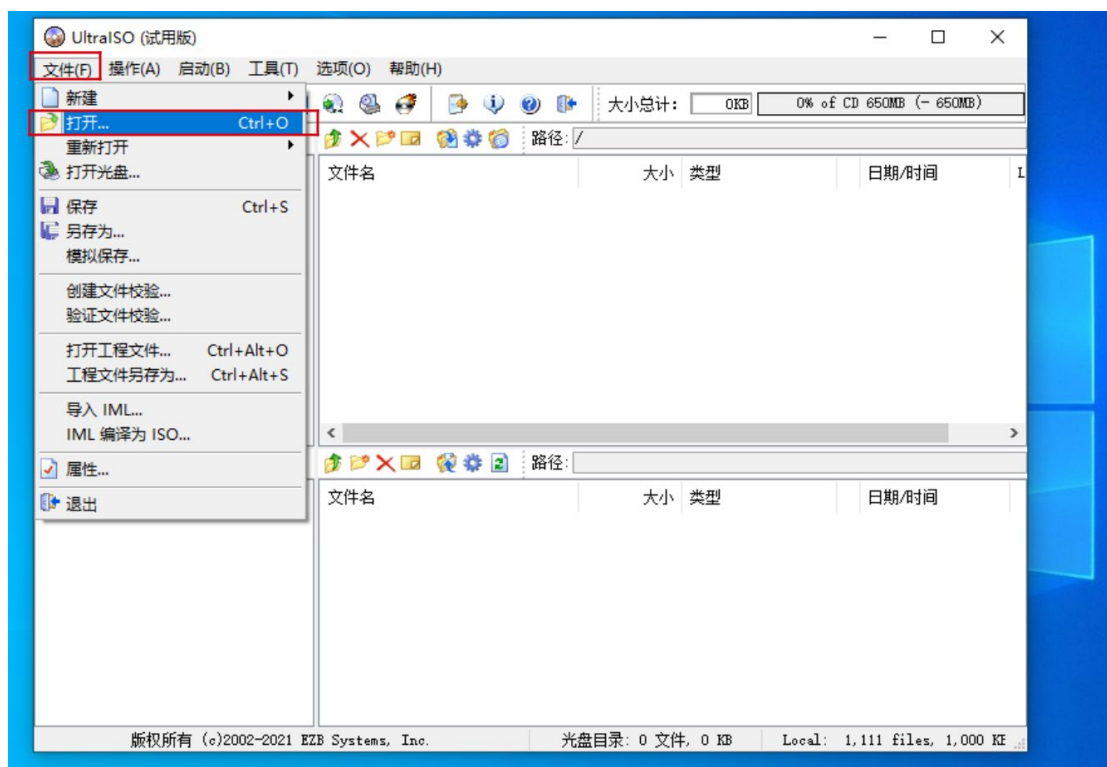 UltraISO (试用版)
文件(F) 操作(A) 启动(B) 工具(T) 选项(O) 帮助(H)
新建
打开... Ctrl+O
重新打开
打开光盘...
保存 Ctrl+S
另存为...
模拟保存...
创建文件校验...
验证文件校验...
打开工程文件... Ctrl+Alt+O
工程文件另存为... Ctrl+Alt+S
导入 IML...
IML 编译为 ISO...
属性...
退出
大小总计: 0KB 0% of CD 650MB (- 650MB)
路径: /
文件名 大小 类型 日期/时间 L
路径:
文件名 大小 类型 日期/时间
版权所有 (c)2002-2021 EZB Systems, Inc. 光盘目录: 0 文件, 0 KB Local: 1,111 files, 1,000 KE